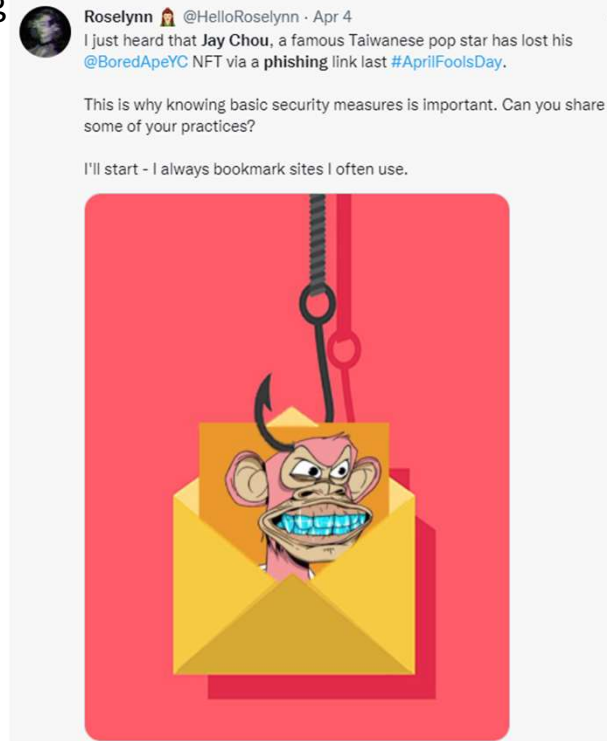 g
Roselynn @HelloRoselynn · Apr 4
I just heard that Jay Chou, a famous Taiwanese pop star has lost his
@BoredApeYC NFT via a phishing link last #AprilFoolsDay.
This is why knowing basic security measures is important. Can you share
some of your practices?
I'll start - I always bookmark sites I often use.